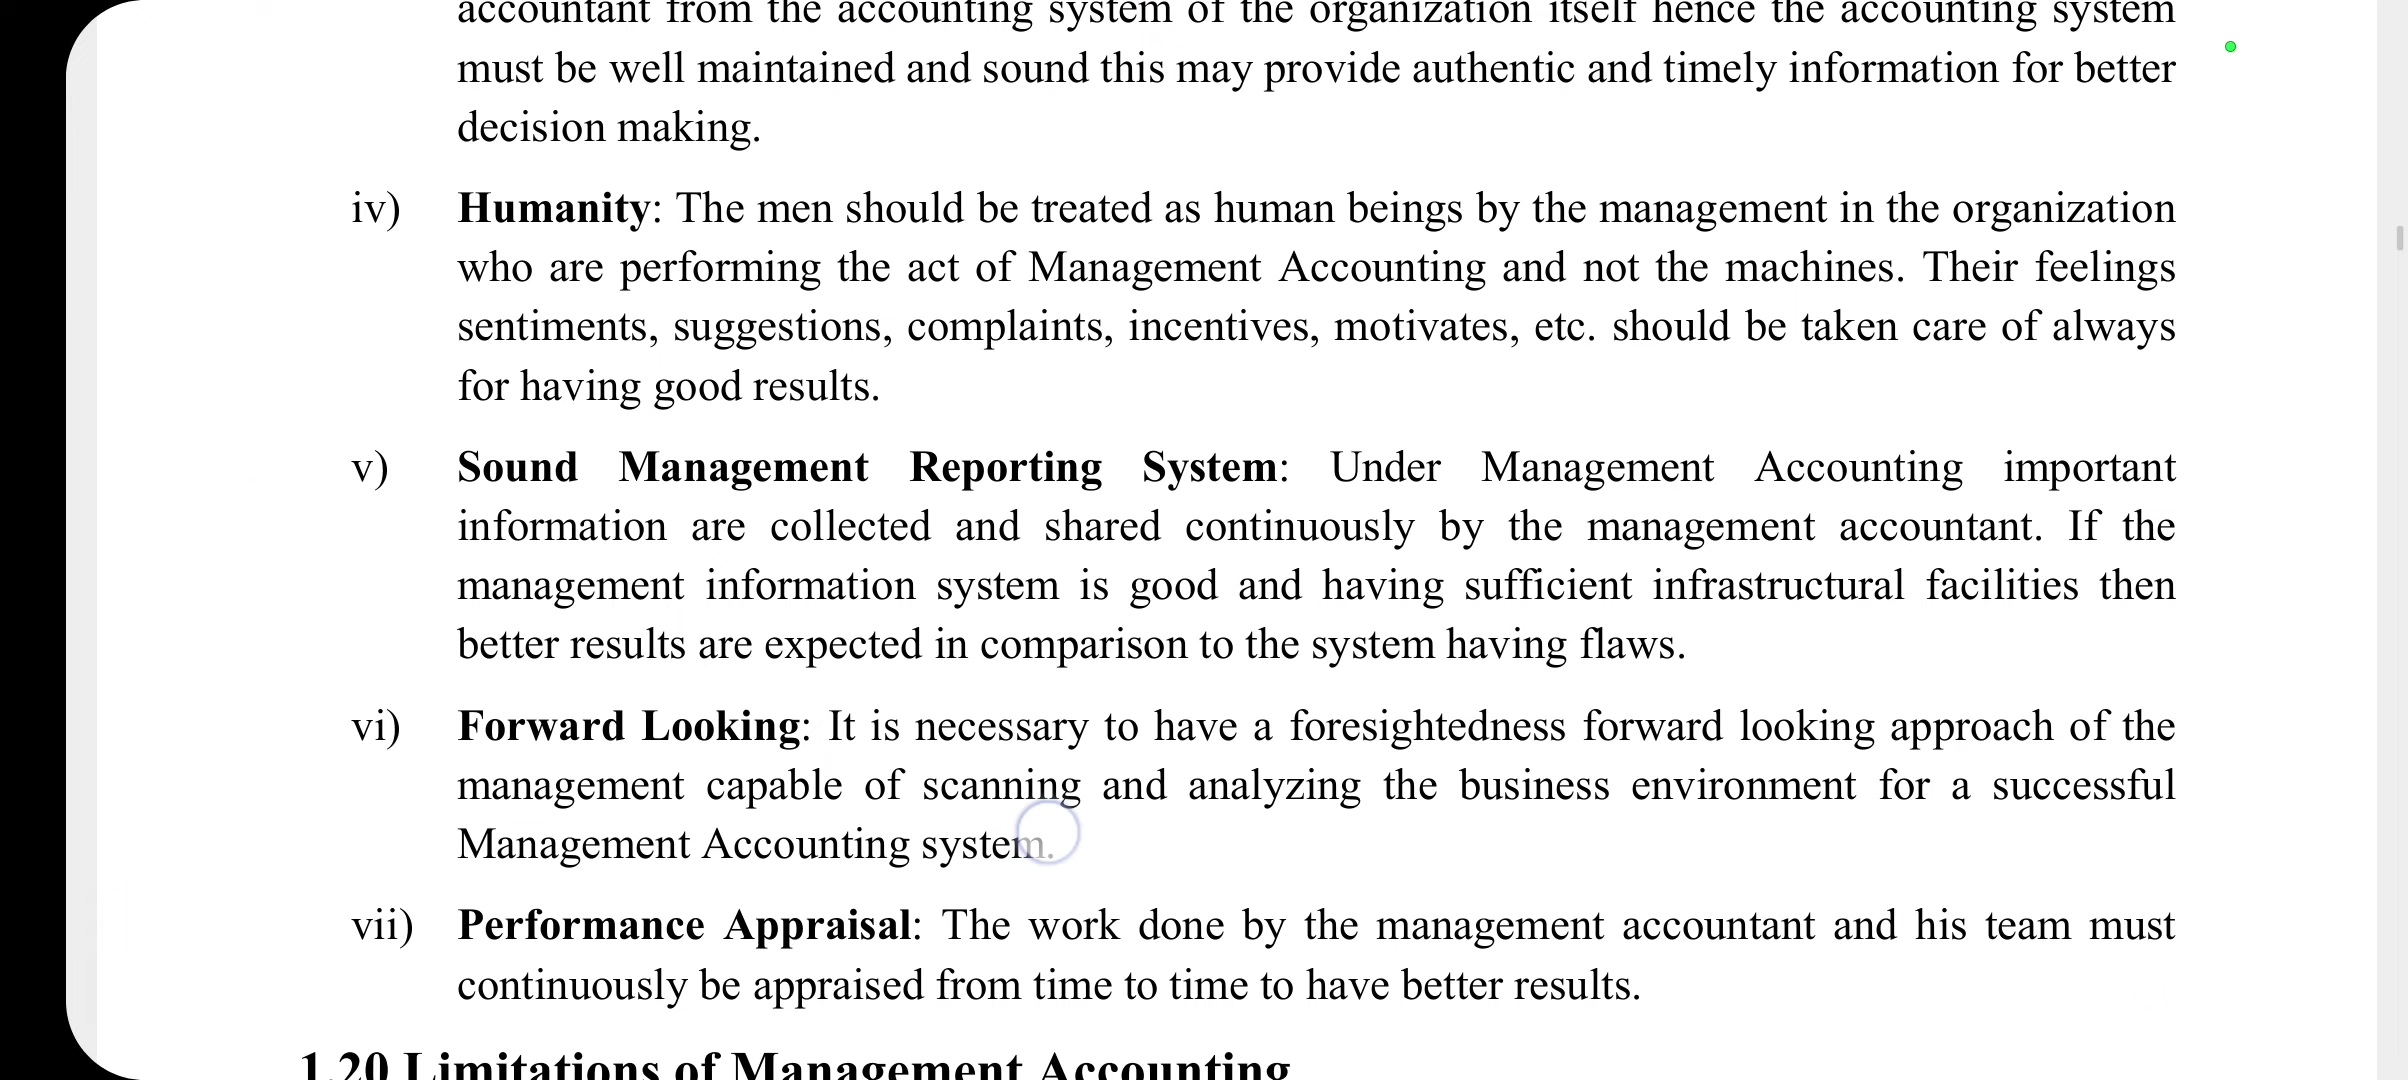 accountant from the accounting system of the organization itself hence the accounting system
must be well maintained and sound this may provide authentic and timely information for better
decision making.
iv) Humanity: The men should be treated as human beings by the management in the organization
who are performing the act of Management Accounting and not the machines. Their feelings
sentiments, suggestions, complaints, incentives, motivates, etc. should be taken care of always
for having good results.
v) Sound Management Reporting System: Under Management Accounting important
information are collected and shared continuously by the management accountant. If the
management information system is good and having sufficient infrastructural facilities then
better results are expected in comparison to the system having flaws.
vi) Forward Looking: It is necessary to have a foresightedness forward looking approach of the
management capable of scanning and analyzing the business environment for a successful
Management Accounting system.
vii) Performance Appraisal: The work done by the management accountant and his team must
continuously be appraised from time to time to have better results.
1.20 Limitations of Management Accounting